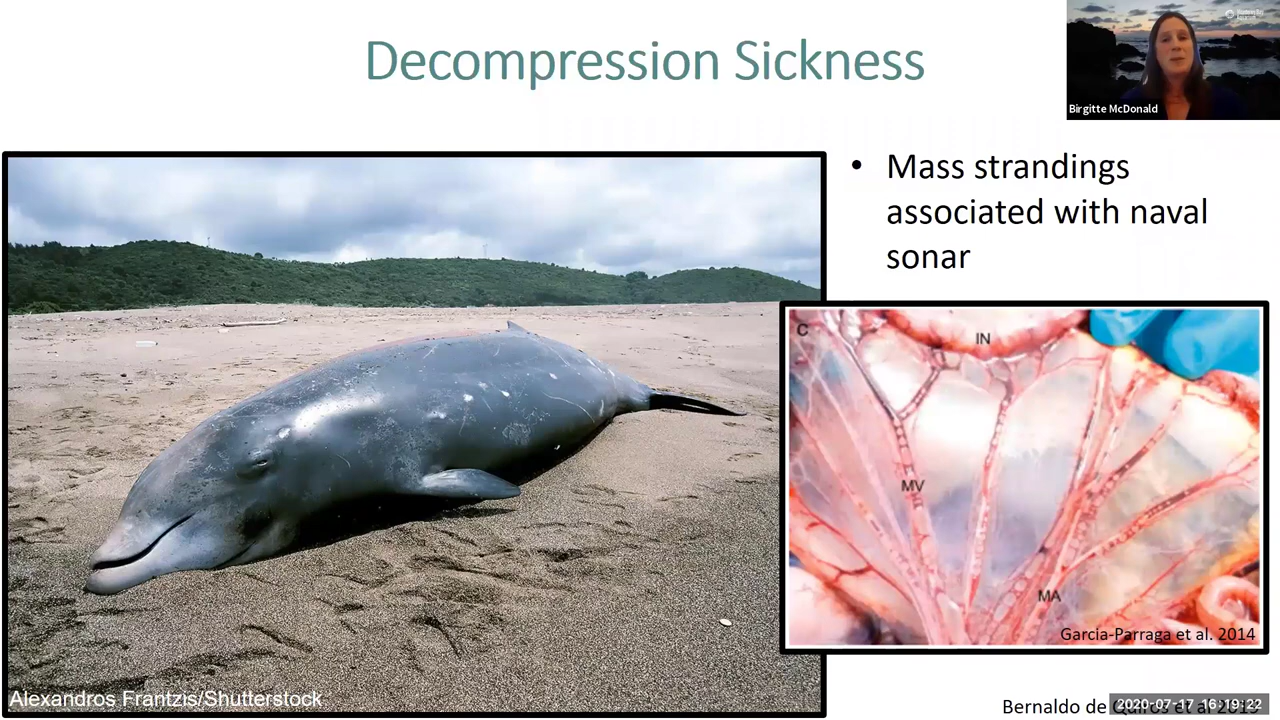 Decompression Sickness
Birgitte McDonald
• Mass strandings
associated with naval
sonar
C
IN
MV
MA
Garcia-Parraga et al. 2014
Alexandros Frantzis/Shutterstock
Bernaldo de
2020-07-17 16:19:22